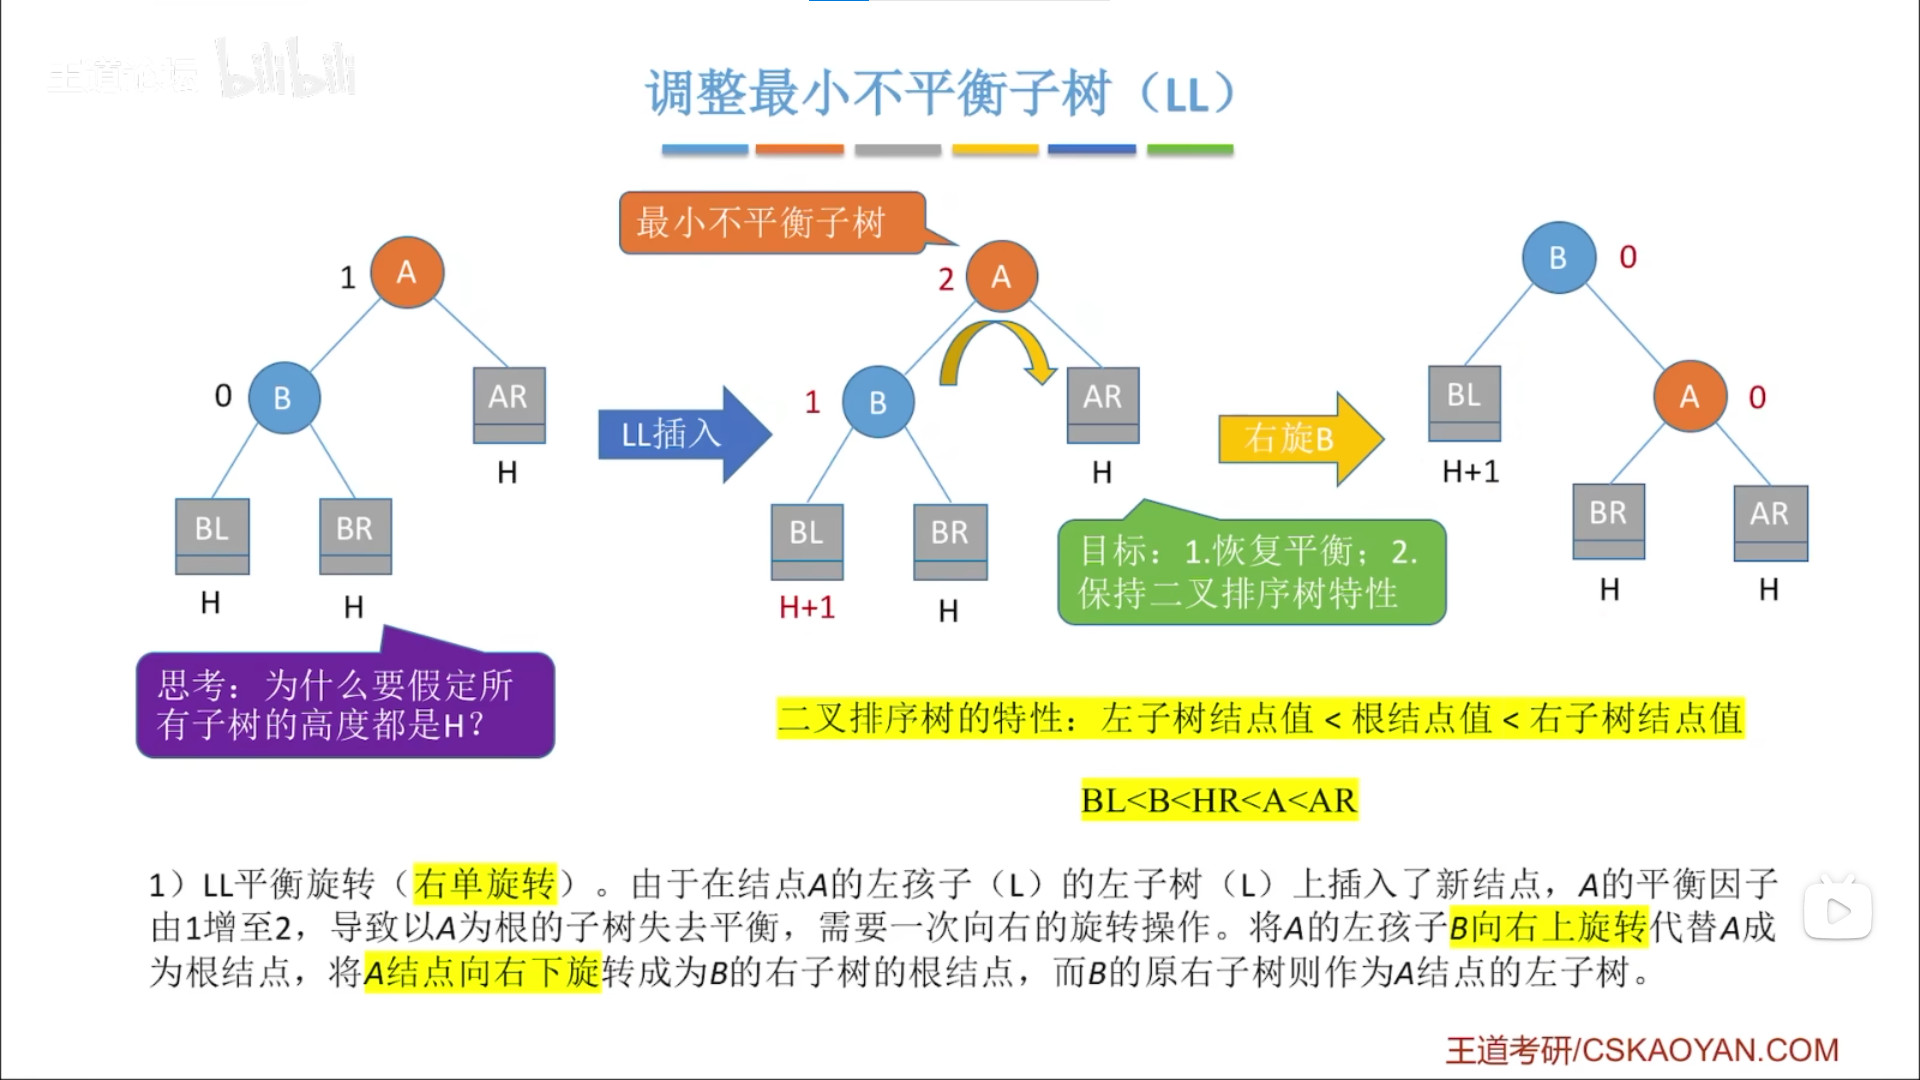 王道论坛 bilibili
调整最小不平衡子树（LL）
最小不平衡子树
1
A
0
B
AR
H
BL
BR
H
H
思考：为什么要假定所
有子树的高度都是H？
LL插入
2
A
1
B
AR
H
BL
BR
H+1
H
目标：1.恢复平衡；2.
保持二叉排序树特性
右旋B
B
0
BL
H+1
A
0
BR
AR
H
H
二叉排序树的特性：左子树结点值 < 根结点值 < 右子树结点值
BL<B<HR<A<AR
1）LL平衡旋转（右单旋转）。由于在结点A的左孩子（L）的左子树（L）上插入了新结点，A的平衡因子
由1增至2，导致以A为根的子树失去平衡，需要一次向右的旋转操作。将A的左孩子B向右上旋转代替A成
为根结点，将A结点向右下旋转成为B的右子树的根结点，而B的原右子树则作为A结点的左子树。
王道考研/CSKAOYAN.COM